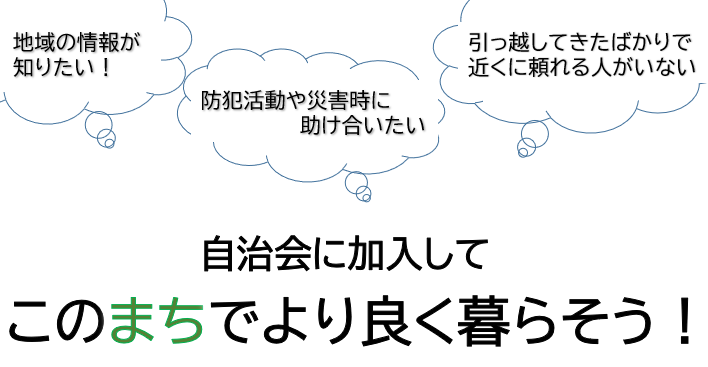 地域の情報が
知りたい！
防犯活動や災害時に
助け合いたい
引っ越してきたばかりで
近くに頼れる人がいない
自治会に加入して
このまちでより良く暮らそう！